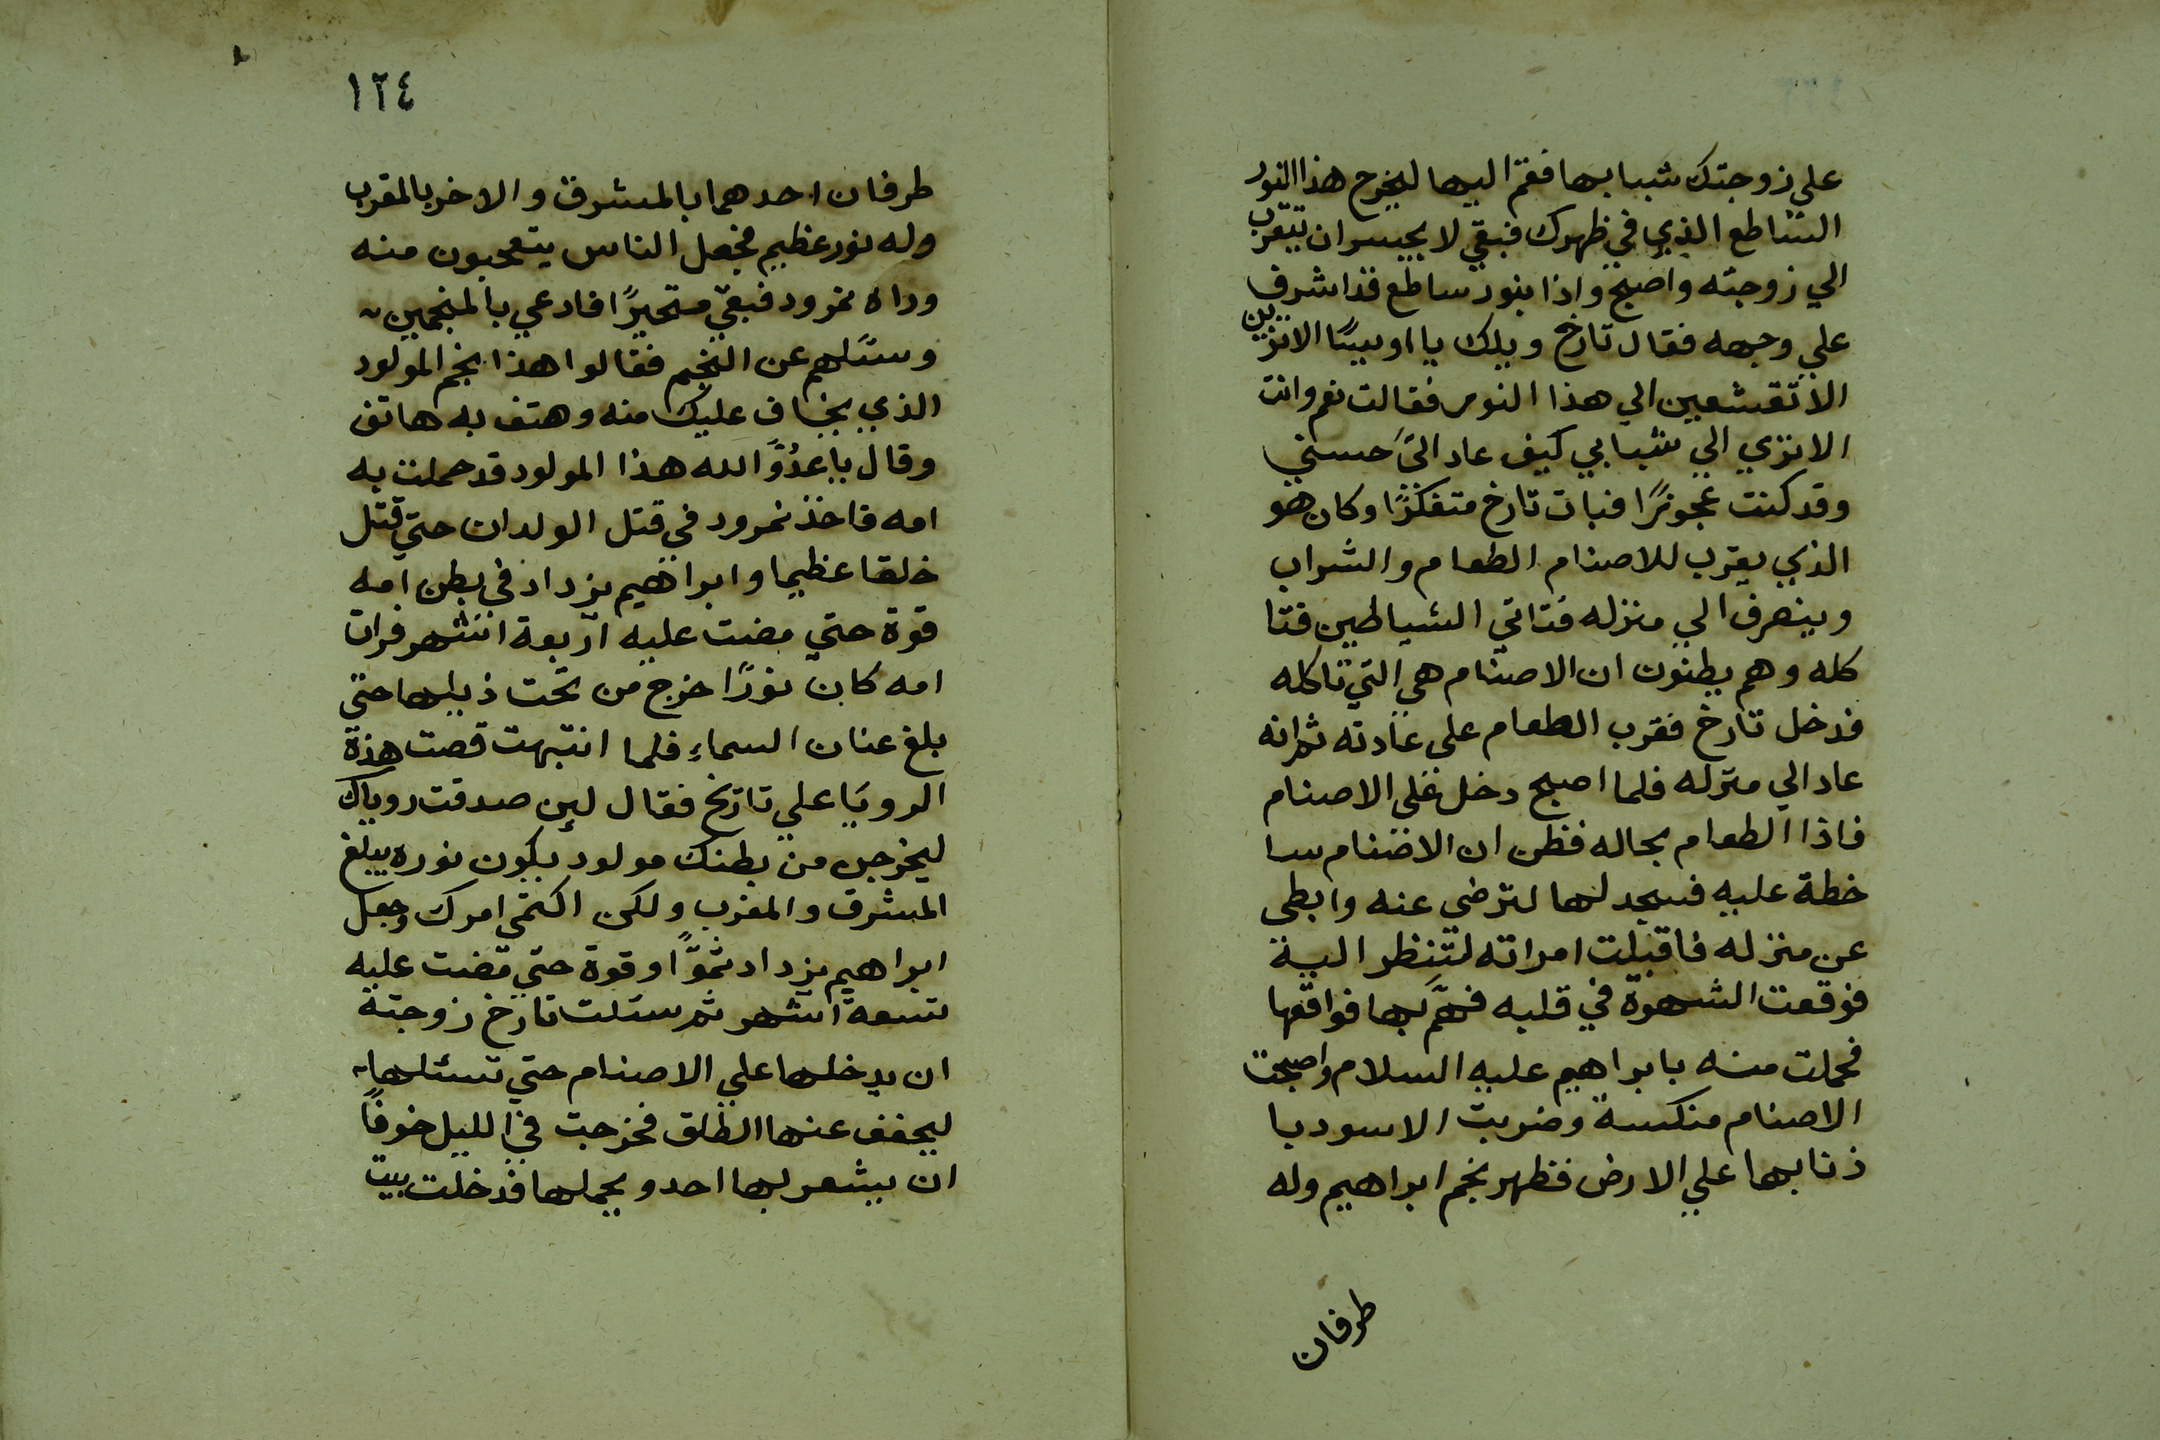 علي زوجتك شبابها فقم اليها ليخرج هذا النور
الساطع الذي في ظهرك فبقي لا يجيسر ان يتقرب
الي زوجته واصبح واذا بنور ساطع قد اشرف
علي وجهه فقال تارخ ويلك يا اوبيتا الا تزين
الا تقشعين الي هذا النور فقالت نعم وانت
الا تري الي شبابي كيف عاد اليَّ حسني
وقد كنت عجوزًا فبات تارخ متفكرًا وكان هو
الذي يقرب للاصنام الطعام والشراب
وينصرف الي منزله فتاتي الشياطين فتا
كله وهم يظنون ان الاصنام هي التي تاكله
فدخل تارخ فقرب الطعام علي عادته ثم انه
عاد الي منزله فلما اصبح دخل علي الاصنام
فاذا الطعام بحاله فظن ان الاصنام سا
خطة عليه فسجد لها لترضي عنه وابطي
عن منزله فاقبلت امراته لتنظر الية
فوقعت الشهوة في قلبه فهمَّ بها فواقعها
فحملت منه بابراهيم عليه السلام واصبحت
الاصنام منكسة وضربت الاسود با
ذنابها علي الارض فظهر نجم ابراهيم وله
طرفان
١٢٤
طرفان احدهما بالمشرق والاخر بالمغرب
وله نور عظيم فجعل الناس يتعجبون منه
وراه نمرود فبقي متحيرًا فادعي بالمنجمين
وسئلهم عن النجم فقالوا هذا نجم المولود
الذي يخاف عليك منه وهتف به هاتف
وقال يا عدُوَّ الله هذا المولود قد حملت به
امه فاخذ نمرود في قتل الولدان حتي قتل
خلقا عظيما وابراهيم يزداد في بطن امه
قوة حتي مضت عليه اربعة اشهر فرات
امه كان نورًا خرج من تحت ذيلها حتي
بلغ عنان السماءِ فلما انتبهت قصت هذة
الرويَا علي تارخ فقال لين صدقت روياك
ليخرجن من بطنك مولود يكون نوره يبلغ
المشرق والمغرب ولكن اكتمي امرك وجعل
ابراهيم يزداد نموًّا وقوة حتي مضت عليه
تسعة اشهر ثم سئلت تارخ زوجتة
ان يدخلها علي الاصنام حتي تسئلها
ليخفف عنها الطلق فخرجت في الليل خوفًا
ان يشعر بها احد ويحملها فدخلت بيت